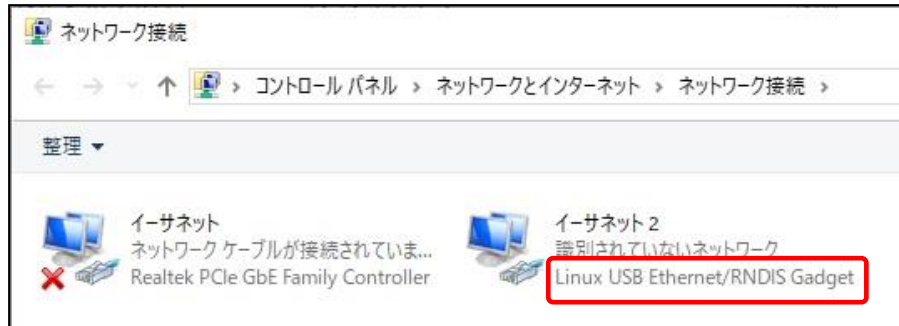 ネットワーク接続
コントロール パネル › ネットワークとインターネット › ネットワーク接続 ›
整理
イーサネット
ネットワーク ケーブルが接続されていま...
Realtek PCIe GbE Family Controller
イーサネット 2
識別されていないネットワーク
Linux USB Ethernet/RNDIS Gadget